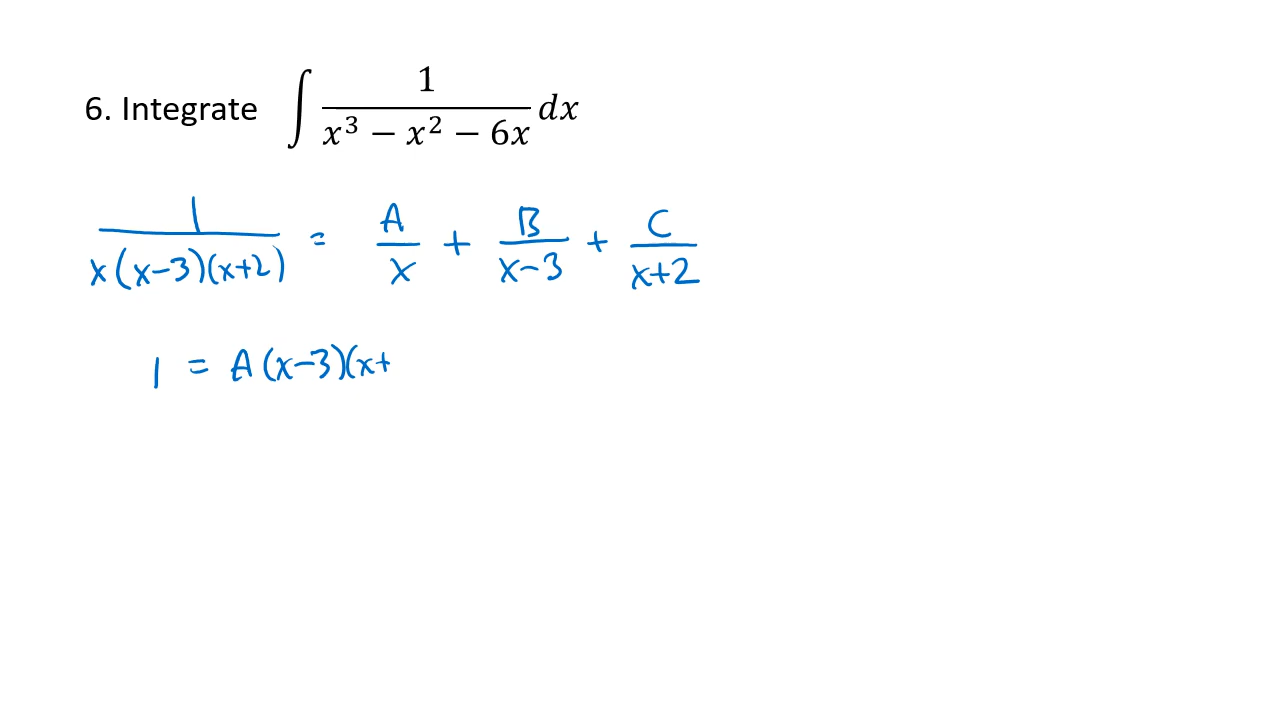 6. Integrate ∫ 1/(x³ − x² − 6x) dx
1/(x(x−3)(x+2)) = A/x + B/(x−3) + C/(x+2)
1 = A(x−3)(x+